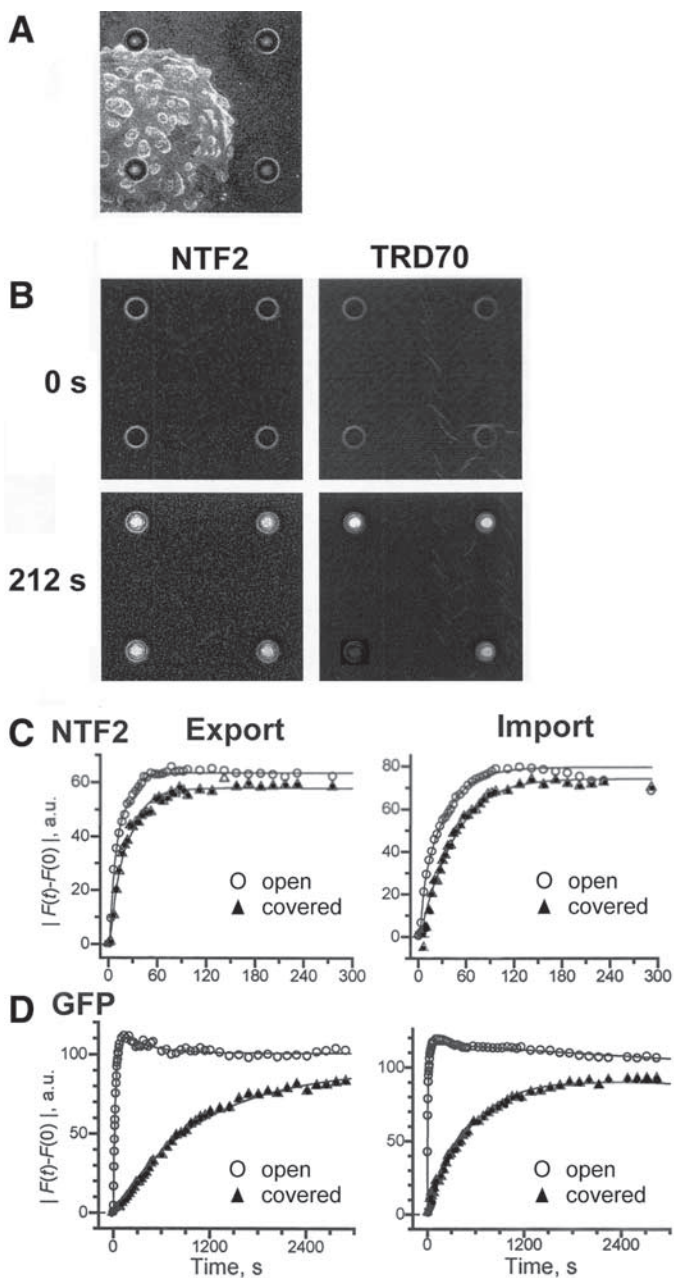 A
NTF2 TRD70
B
0 s
212 s
C NTF2 Export Import
| F(t)-F(0) |, a.u.
60
40
20
0
open
covered
0 60 120 180 240 300
80
60
40
20
0
open
covered
0 60 120 180 240 300
D GFP
| F(t)-F(0) |, a.u.
100
50
0
open
covered
0 1200 2400
Time, s
100
50
0
open
covered
0 1200 2400
Time, s